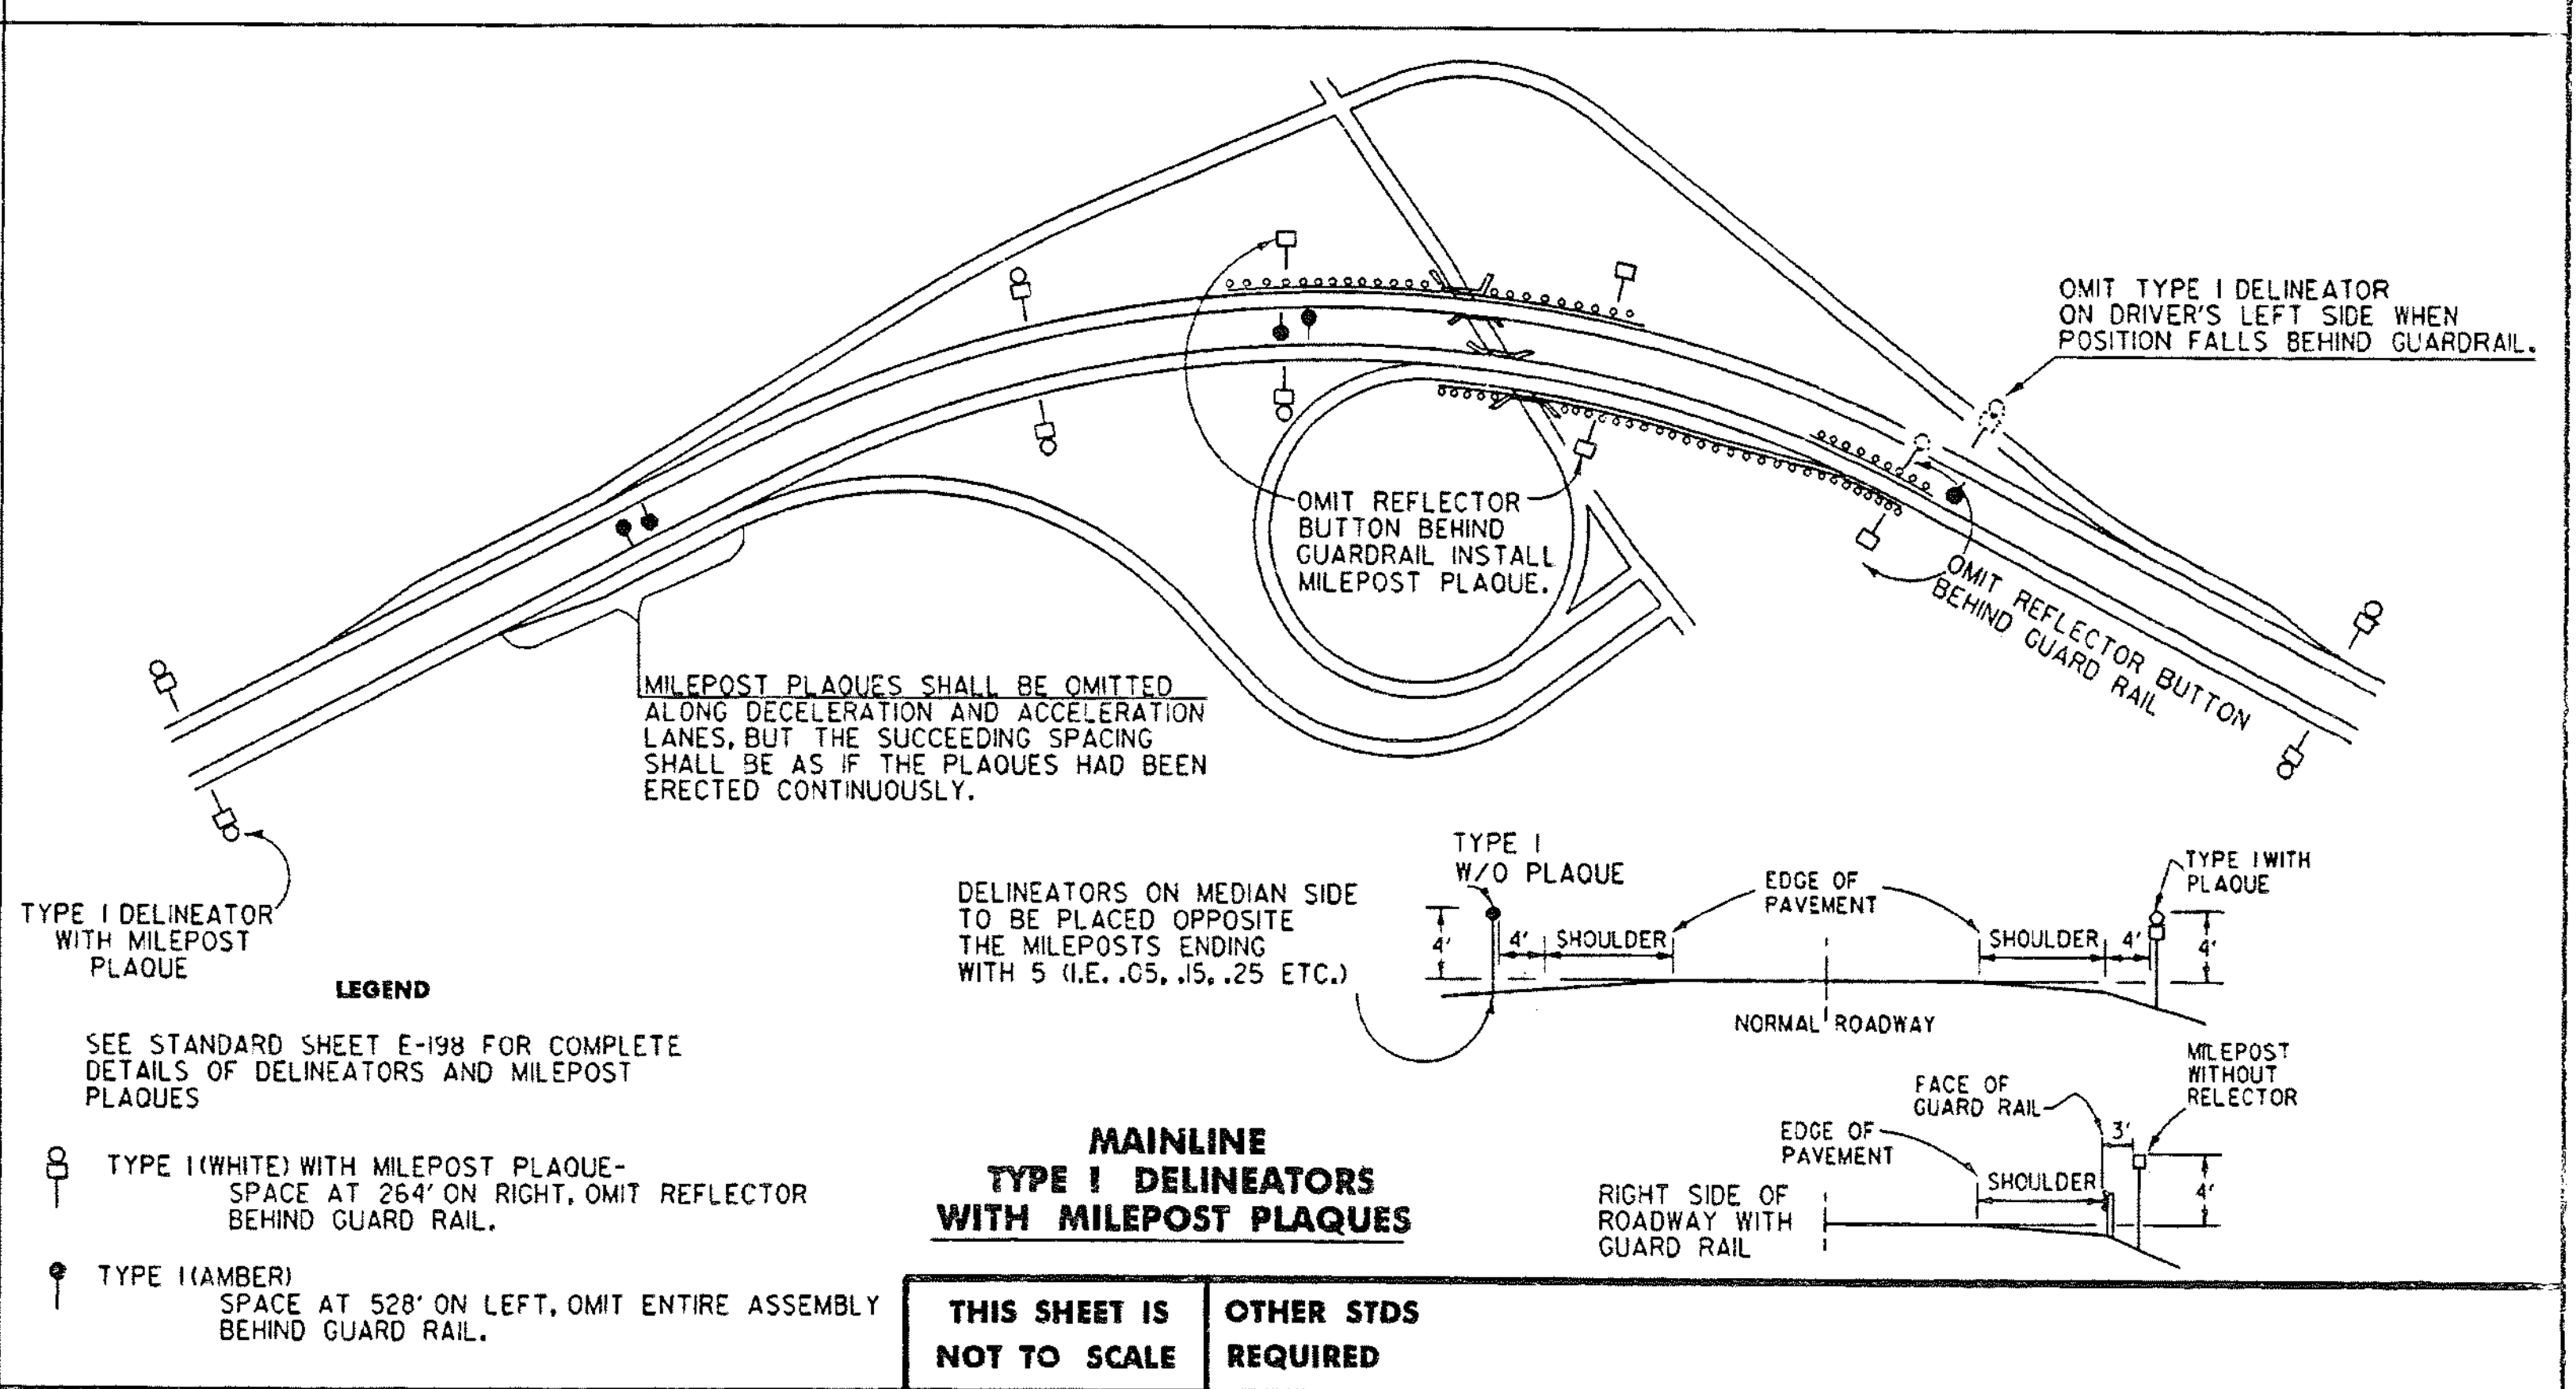 OMIT TYPE I DELINEATOR
ON DRIVER'S LEFT SIDE WHEN
POSITION FALLS BEHIND GUARDRAIL.
OMIT REFLECTOR
BUTTON BEHIND
GUARDRAIL INSTALL
MILEPOST PLAQUE.
OMIT REFLECTOR BUTTON
BEHIND GUARD RAIL
MILEPOST PLAQUES SHALL BE OMITTED
ALONG DECELERATION AND ACCELERATION
LANES, BUT THE SUCCEEDING SPACING
SHALL BE AS IF THE PLAQUES HAD BEEN
ERECTED CONTINUOUSLY.
TYPE I DELINEATOR
WITH MILEPOST
PLAQUE
DELINEATORS ON MEDIAN SIDE
TO BE PLACED OPPOSITE
THE MILEPOSTS ENDING
WITH 5 (I.E. .05, .15, .25 ETC.)
TYPE I
W/O PLAQUE
EDGE OF
PAVEMENT
TYPE I WITH
PLAQUE
4' 4' SHOULDER SHOULDER 4' 4'
NORMAL ROADWAY
LEGEND
SEE STANDARD SHEET E-198 FOR COMPLETE
DETAILS OF DELINEATORS AND MILEPOST
PLAQUES
TYPE I (WHITE) WITH MILEPOST PLAQUE-
SPACE AT 264' ON RIGHT, OMIT REFLECTOR
BEHIND GUARD RAIL.
TYPE I (AMBER)
SPACE AT 528' ON LEFT, OMIT ENTIRE ASSEMBLY
BEHIND GUARD RAIL.
MAINLINE
TYPE I DELINEATORS
WITH MILEPOST PLAQUES
MILEPOST
WITHOUT
RELECTOR
FACE OF
GUARD RAIL
3'
EDGE OF
PAVEMENT
SHOULDER
4'
RIGHT SIDE OF
ROADWAY WITH
GUARD RAIL
THIS SHEET IS
NOT TO SCALE
OTHER STDS
REQUIRED